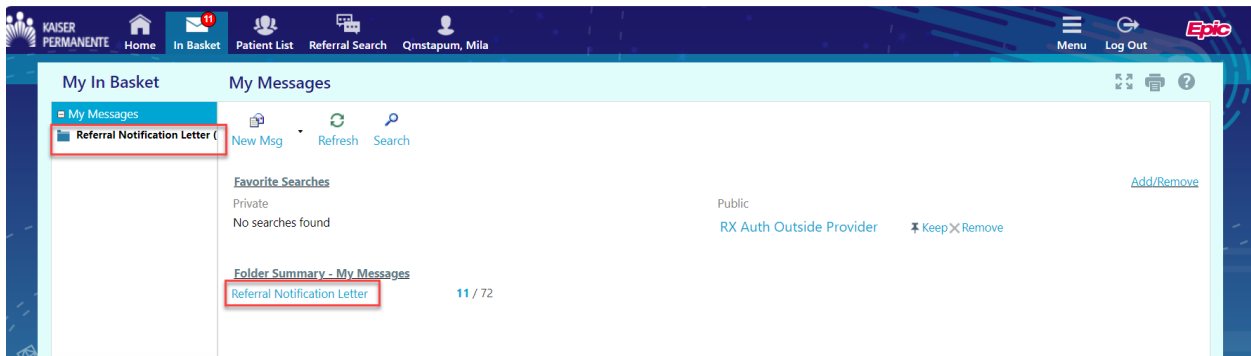 KAISER
PERMANENTE
Home
11
In Basket
Patient List
Referral Search
Qmstapum, Mila
Menu
Log Out
Epic
My In Basket
My Messages
My Messages
Referral Notification Letter (
New Msg
Refresh
Search
Favorite Searches
Add/Remove
Private
Public
No searches found
RX Auth Outside Provider
Keep
Remove
Folder Summary - My Messages
Referral Notification Letter
11 / 72